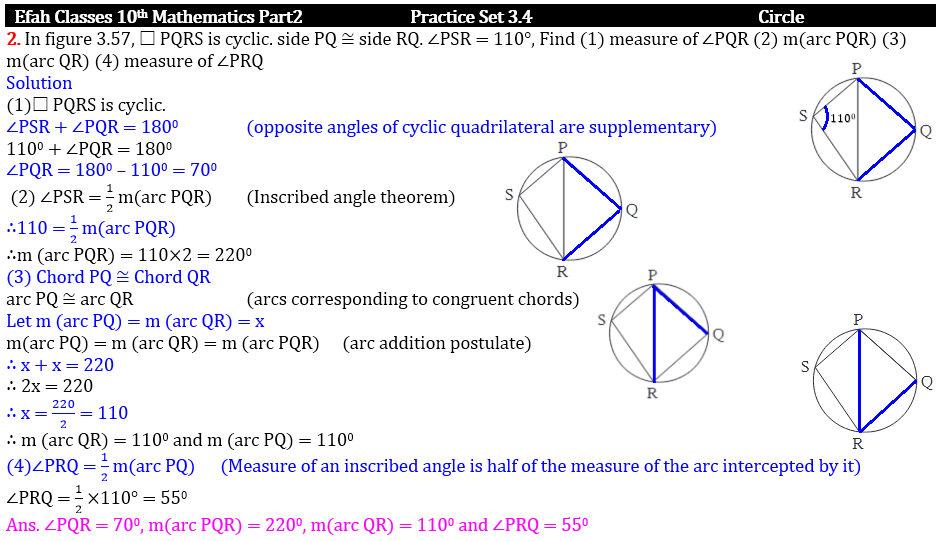 Efah Classes 10th Mathematics Part2 Practice Set 3.4 Circle
2. In figure 3.57, □ PQRS is cyclic. side PQ ≅ side RQ. ∠PSR = 110°, Find (1) measure of ∠PQR (2) m(arc PQR) (3)
m(arc QR) (4) measure of ∠PRQ
Solution
(1)□ PQRS is cyclic.
∠PSR + ∠PQR = 180⁰ (opposite angles of cyclic quadrilateral are supplementary)
110⁰ + ∠PQR = 180⁰
∠PQR = 180⁰ – 110⁰ = 70⁰
(2) ∠PSR = 1/2 m(arc PQR) (Inscribed angle theorem)
∴110 = 1/2 m(arc PQR)
∴m (arc PQR) = 110×2 = 220⁰
(3) Chord PQ ≅ Chord QR
arc PQ ≅ arc QR (arcs corresponding to congruent chords)
Let m (arc PQ) = m (arc QR) = x
m(arc PQ) = m (arc QR) = m (arc PQR) (arc addition postulate)
∴ x + x = 220
∴ 2x = 220
∴ x = 220/2 = 110
∴ m (arc QR) = 110⁰ and m (arc PQ) = 110⁰
(4)∠PRQ = 1/2 m(arc PQ) (Measure of an inscribed angle is half of the measure of the arc intercepted by it)
∠PRQ = 1/2 ×110° = 55⁰
Ans. ∠PQR = 70⁰, m(arc PQR) = 220⁰, m(arc QR) = 110⁰ and ∠PRQ = 55⁰
P
S 110⁰ Q
R
P
S Q
R
P
S Q
R
P
S Q
R